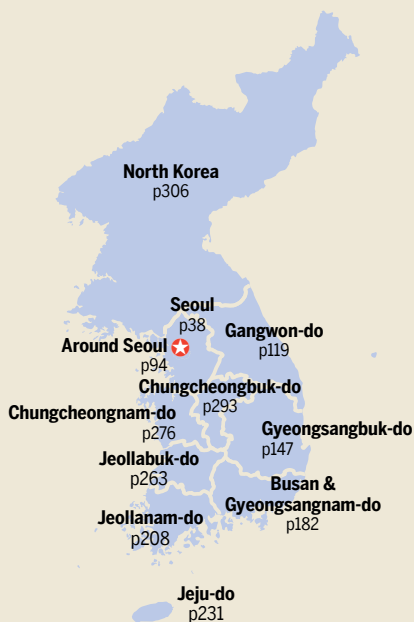 North Korea
p306
Seoul
p38
Gangwon-do
p119
Around Seoul
p94
Chungcheongbuk-do
p293
Chungcheongnam-do
p276
Gyeongsangbuk-do
p147
Jeollabuk-do
p263
Busan &
Gyeongsangnam-do
p182
Jeollanam-do
p208
Jeju-do
p231